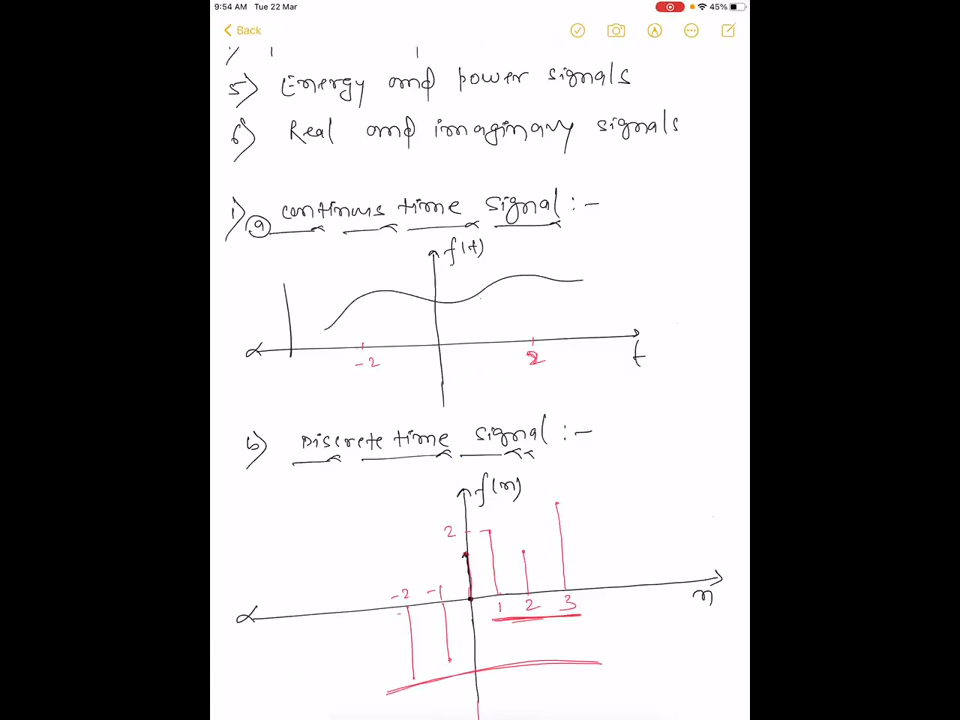 9:54 AM Tue 22 Mar
45%
Back
5) Energy and power signals
6) Real and imaginary signals
1) a continus time signal :-
f(t)
-2 2
t
b) Discrete time signal :-
f(n)
2
-2 -1
1 2 3
n